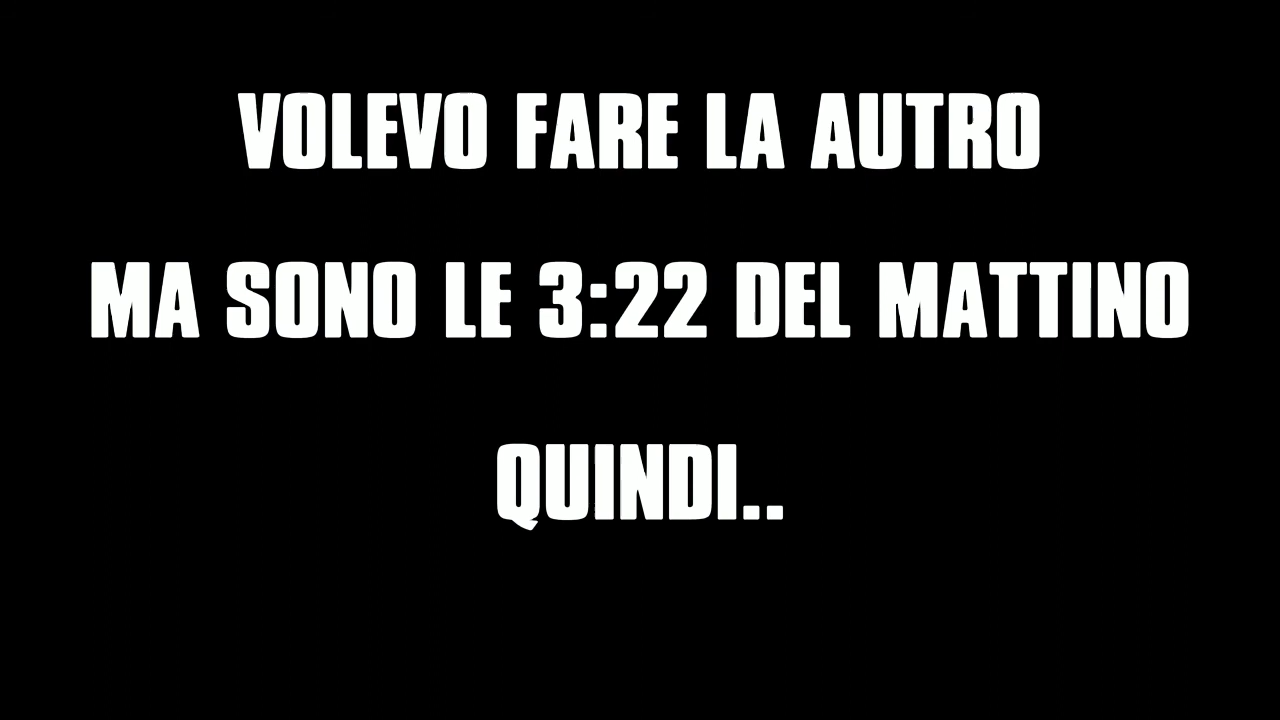 VOLEVO FARE LA AUTRO
MA SONO LE 3:22 DEL MATTINO
QUINDI..